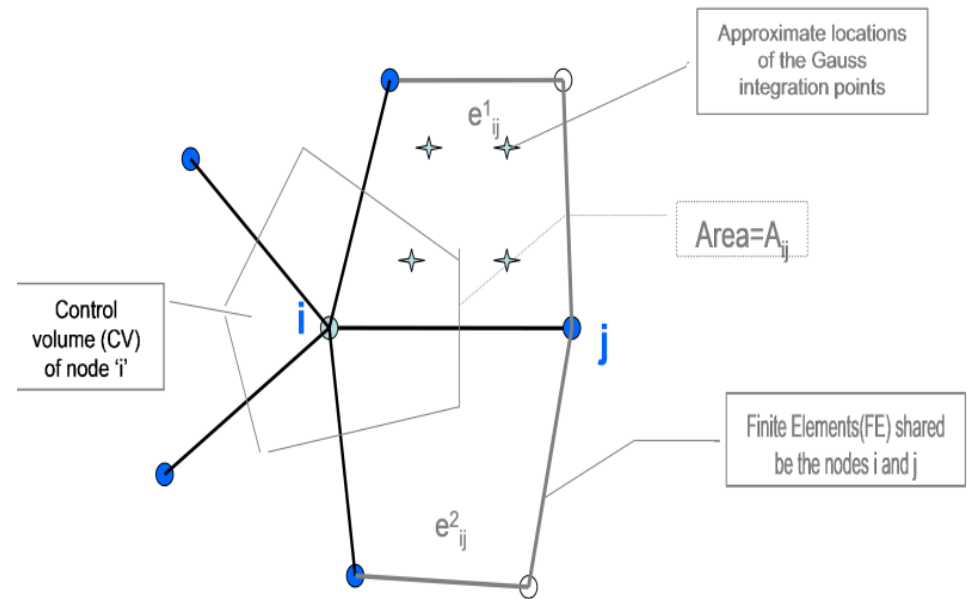 Approximate locations
of the Gauss
integration points
e¹ᵢⱼ
Area=Aᵢⱼ
Control
volume (CV)
of node ‘i’
i
j
Finite Elements(FE) shared
be the nodes i and j
e²ᵢⱼ